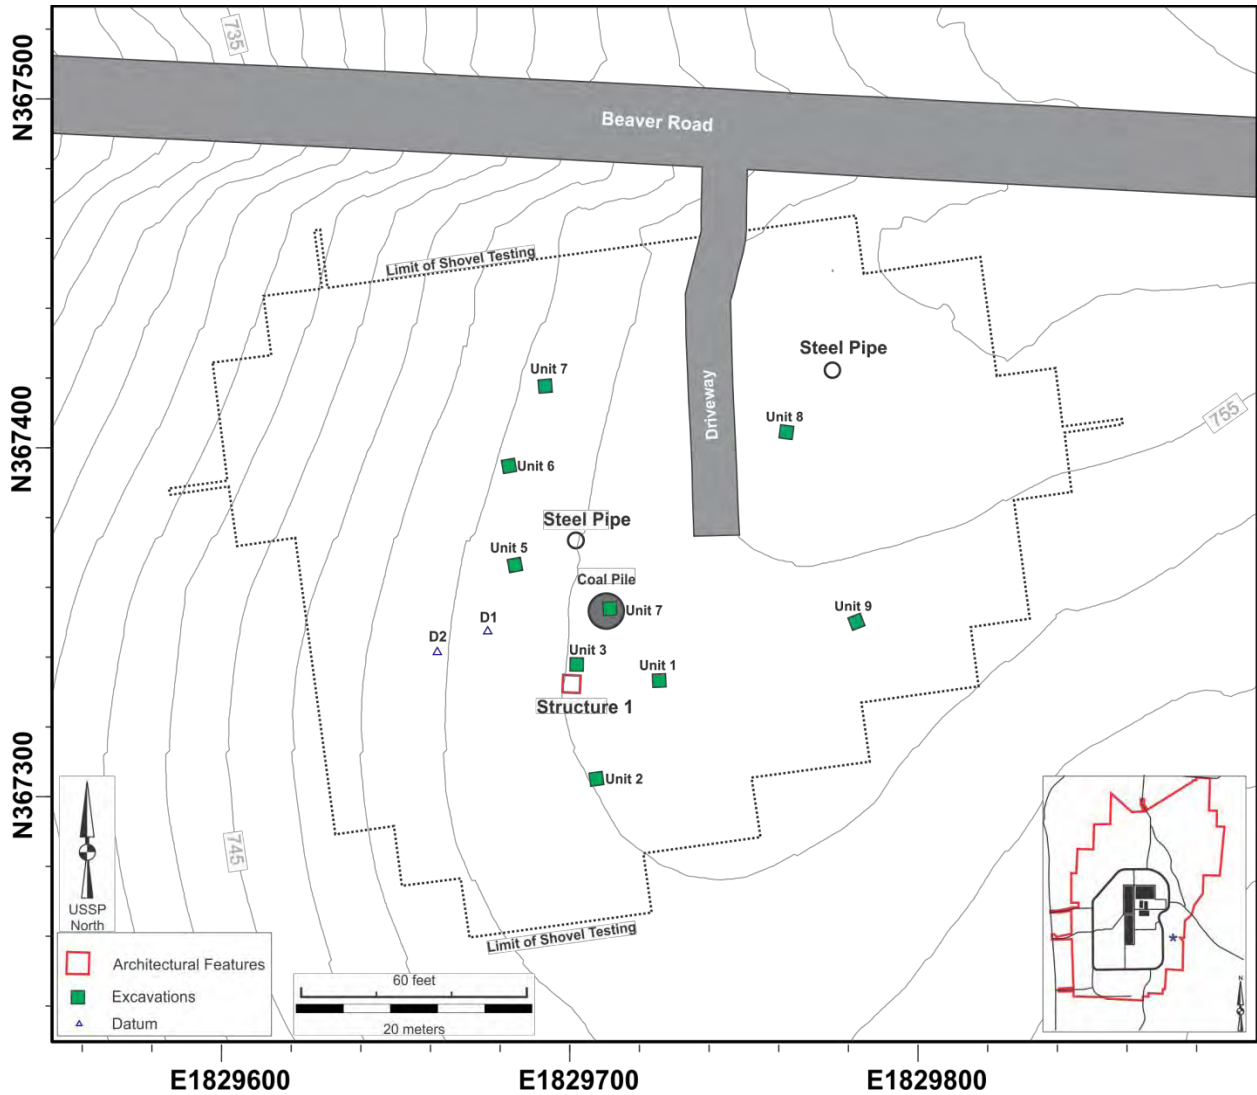 735
N367500
Beaver Road
Limit of Shovel Testing
Steel Pipe
Unit 7
Driveway
755
Unit 8
N367400
Unit 6
Steel Pipe
Unit 5
Coal Pile
Unit 7
Unit 9
D1
D2
Unit 3
Unit 1
Structure 1
Unit 2
N367300
745
USSP
North
Limit of Shovel Testing
Architectural Features
Excavations
Datum
60 feet
20 meters
*
N
E1829600
E1829700
E1829800